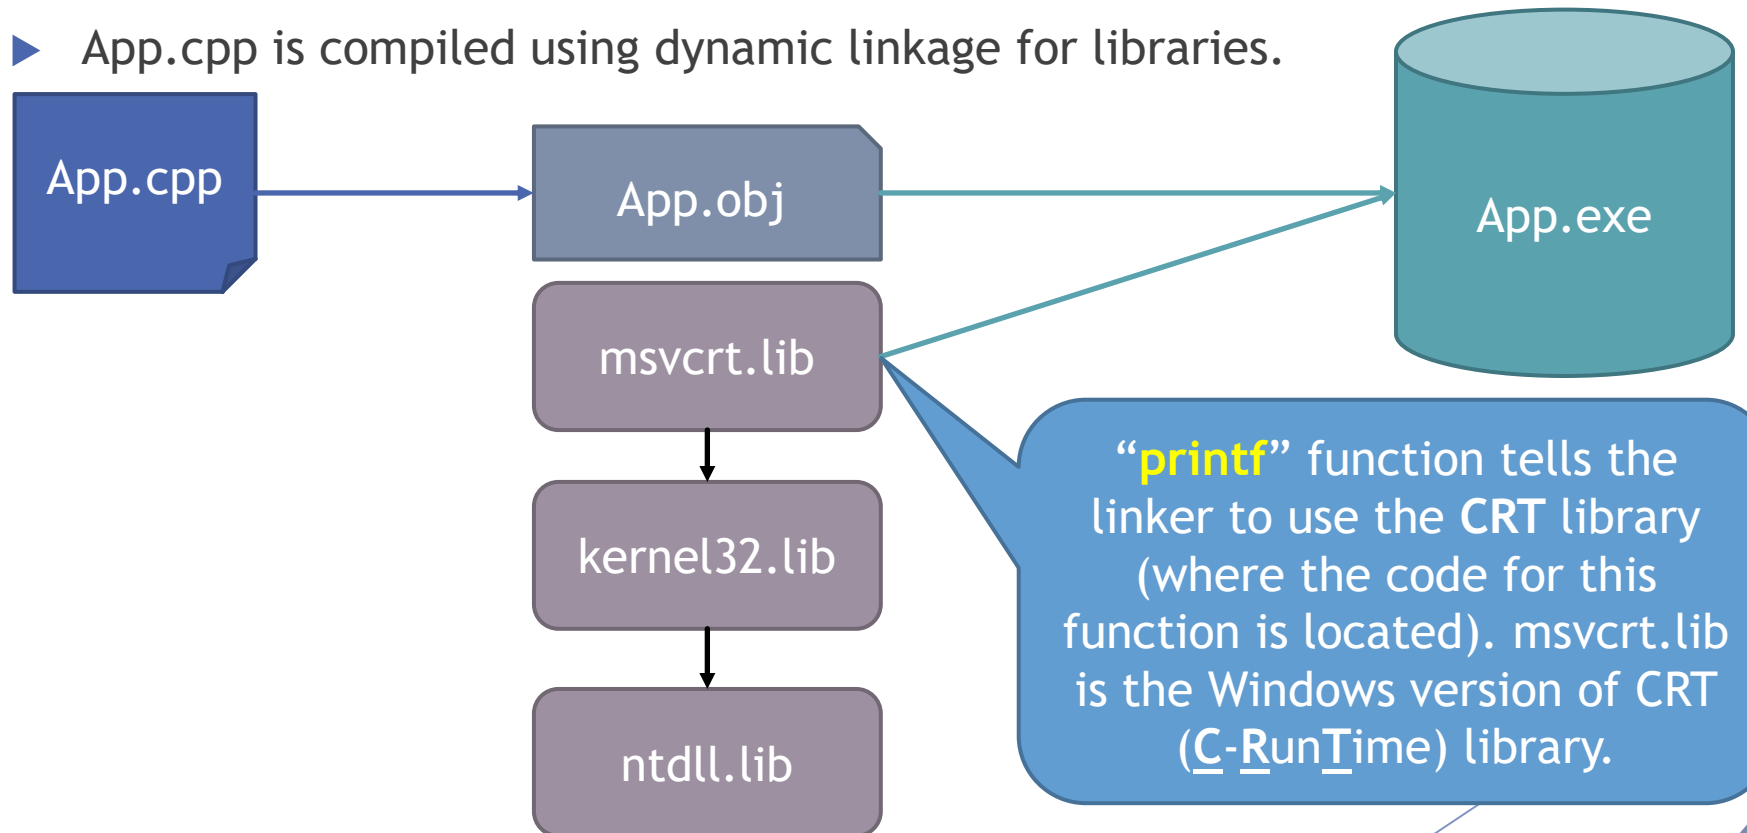 App.cpp is compiled using dynamic linkage for libraries.
App.cpp
App.obj
App.exe
msvcrt.lib
kernel32.lib
ntdll.lib
“printf” function tells the
linker to use the CRT library
(where the code for this
function is located). msvcrt.lib
is the Windows version of CRT
(C-RunTime) library.